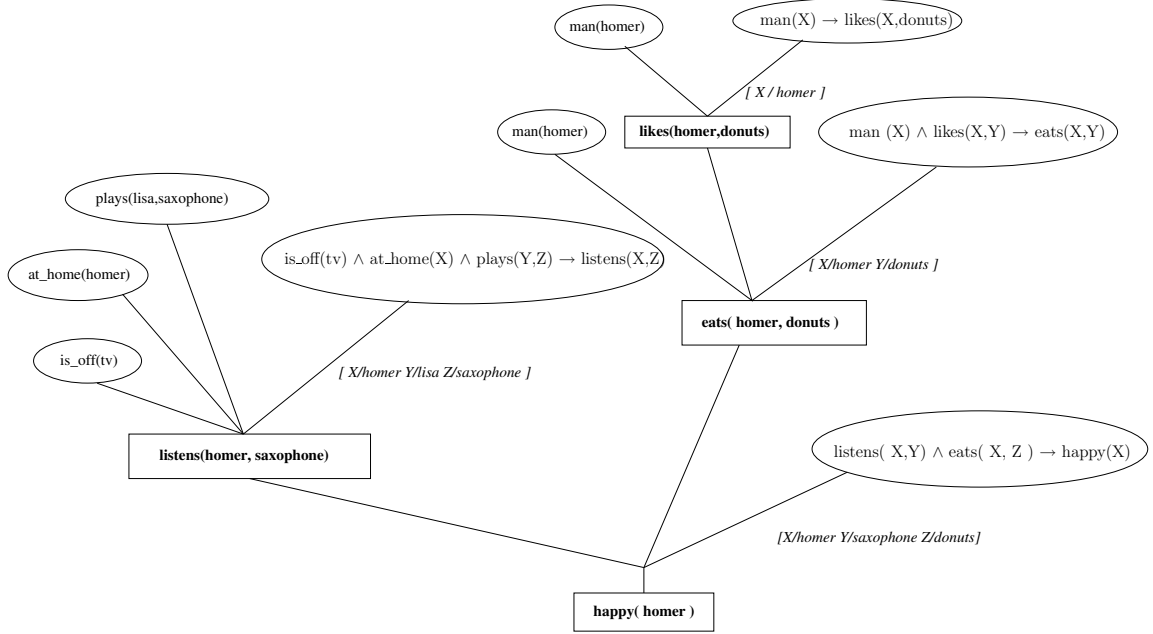 man(homer)
man(X) → likes(X,donuts)
[ X / homer ]
man(homer)
likes(homer,donuts)
man (X) ∧ likes(X,Y) → eats(X,Y)
plays(lisa,saxophone)
at_home(homer)
is_off(tv) ∧ at_home(X) ∧ plays(Y,Z) → listens(X,Z
[ X/homer Y/donuts ]
eats( homer, donuts )
is_off(tv)
[ X/homer Y/lisa Z/saxophone ]
listens(homer, saxophone)
listens( X,Y) ∧ eats( X, Z ) → happy(X)
[X/homer Y/saxophone Z/donuts]
happy( homer )